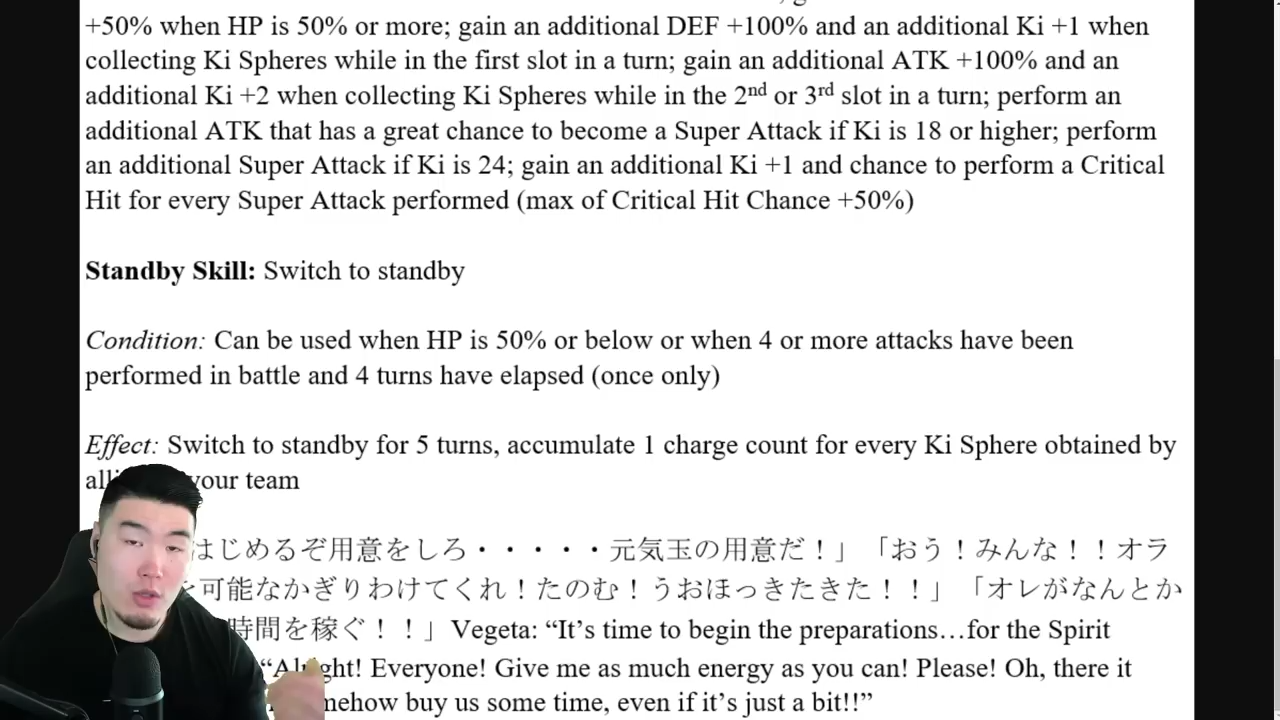 +50% when HP is 50% or more; gain an additional DEF +100% and an additional Ki +1 when
collecting Ki Spheres while in the first slot in a turn; gain an additional ATK +100% and an
additional Ki +2 when collecting Ki Spheres while in the 2nd or 3rd slot in a turn; perform an
additional ATK that has a great chance to become a Super Attack if Ki is 18 or higher; perform
an additional Super Attack if Ki is 24; gain an additional Ki +1 and chance to perform a Critical
Hit for every Super Attack performed (max of Critical Hit Chance +50%)
Standby Skill: Switch to standby
Condition: Can be used when HP is 50% or below or when 4 or more attacks have been
performed in battle and 4 turns have elapsed (once only)
Effect: Switch to standby for 5 turns, accumulate 1 charge count for every Ki Sphere obtained by
your team
はじめるぞ用意をしろ・・・・・元気玉の用意だ！」「おう！みんな！！オラ
可能なかぎりわけてくれ！たのむ！うおほっきたきた！！」「オレがなんとか
時間を稼ぐ！！」Vegeta: “It’s time to begin the preparations…for the Spirit
“Alright! Everyone! Give me as much energy as you can! Please! Oh, there it
buy us some time, even if it’s just a bit!!”